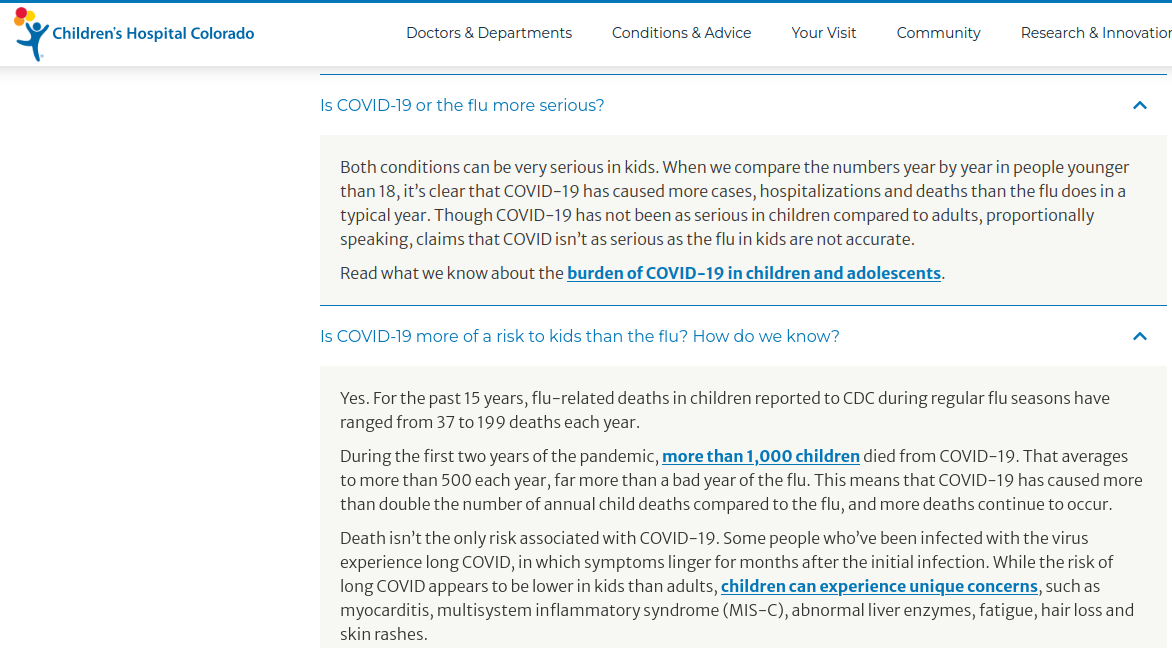 Children's Hospital Colorado
Doctors & Departments
Conditions & Advice
Your Visit
Community
Research & Innovation
Is COVID-19 or the flu more serious?
Both conditions can be very serious in kids. When we compare the numbers year by year in people younger
than 18, it's clear that COVID-19 has caused more cases, hospitalizations and deaths than the flu does in a
typical year. Though COVID-19 has not been as serious in children compared to adults, proportionally
speaking, claims that COVID isn't as serious as the flu in kids are not accurate.
Read what we know about the burden of COVID-19 in children and adolescents.
Is COVID-19 more of a risk to kids than the flu? How do we know?
Yes. For the past 15 years, flu-related deaths in children reported to CDC during regular flu seasons have
ranged from 37 to 199 deaths each year.
During the first two years of the pandemic, more than 1,000 children died from COVID-19. That averages
to more than 500 each year, far more than a bad year of the flu. This means that COVID-19 has caused more
than double the number of annual child deaths compared to the flu, and more deaths continue to occur.
Death isn't the only risk associated with COVID-19. Some people who've been infected with the virus
experience long COVID, in which symptoms linger for months after the initial infection. While the risk of
long COVID appears to be lower in kids than adults, children can experience unique concerns, such as
myocarditis, multisystem inflammatory syndrome (MIS-C), abnormal liver enzymes, fatigue, hair loss and
skin rashes.